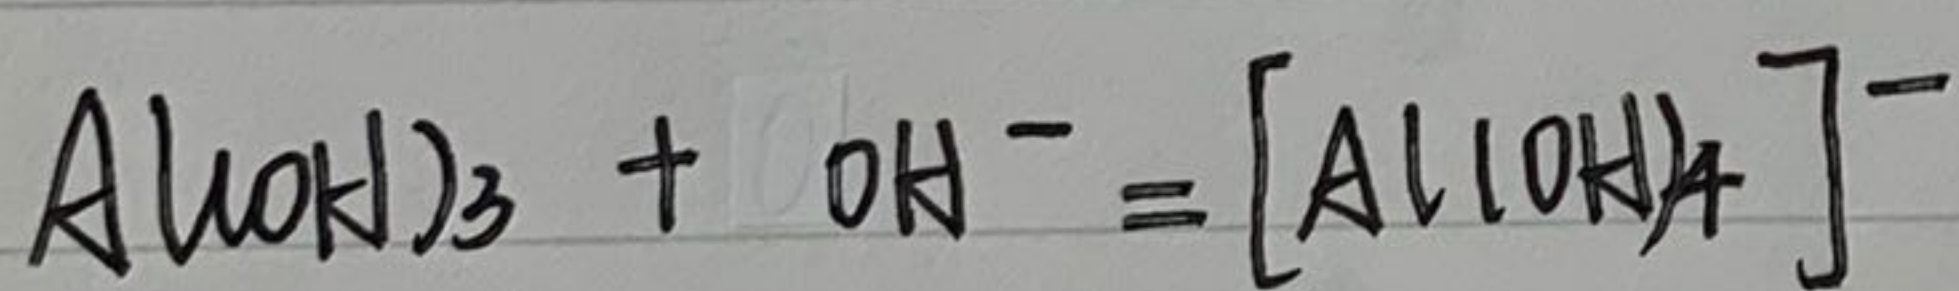 Al(OH)₃ + OH⁻ = [Al(OH)₄]⁻